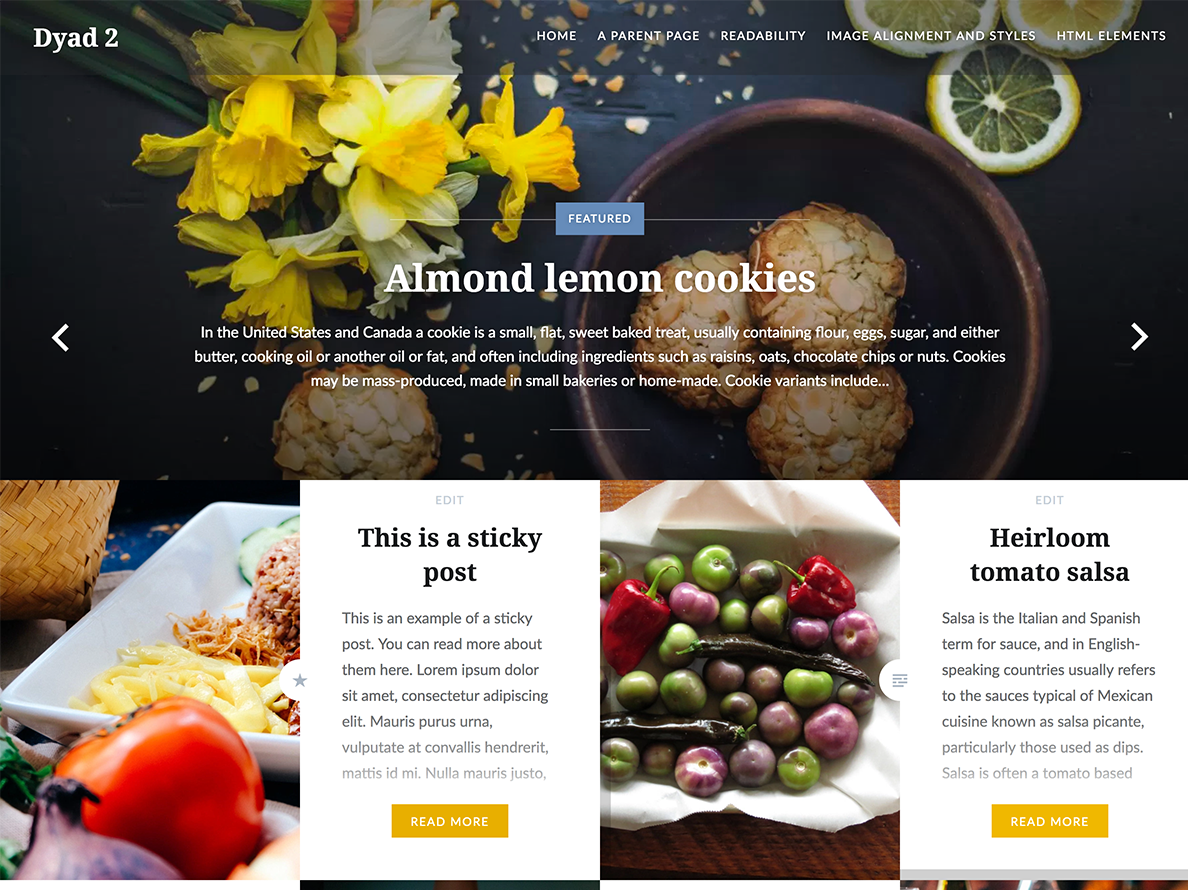 Dyad 2
HOME A PARENT PAGE READABILITY IMAGE ALIGNMENT AND STYLES HTML ELEMENTS
FEATURED
Almond lemon cookies
In the United States and Canada a cookie is a small, flat, sweet baked treat, usually containing flour, eggs, sugar, and either
butter, cooking oil or another oil or fat, and often including ingredients such as raisins, oats, chocolate chips or nuts. Cookies
may be mass-produced, made in small bakeries or home-made. Cookie variants include...
EDIT
This is a sticky
post
This is an example of a sticky
post. You can read more about
them here. Lorem ipsum dolor
sit amet, consectetur adipiscing
elit. Mauris purus urna,
vulputate at convallis hendrerit,
mattis id mi. Nulla mauris justo,
READ MORE
EDIT
Heirloom
tomato salsa
Salsa is the Italian and Spanish
term for sauce, and in English-
speaking countries usually refers
to the sauces typical of Mexican
cuisine known as salsa picante,
particularly those used as dips.
Salsa is often a tomato based
READ MORE